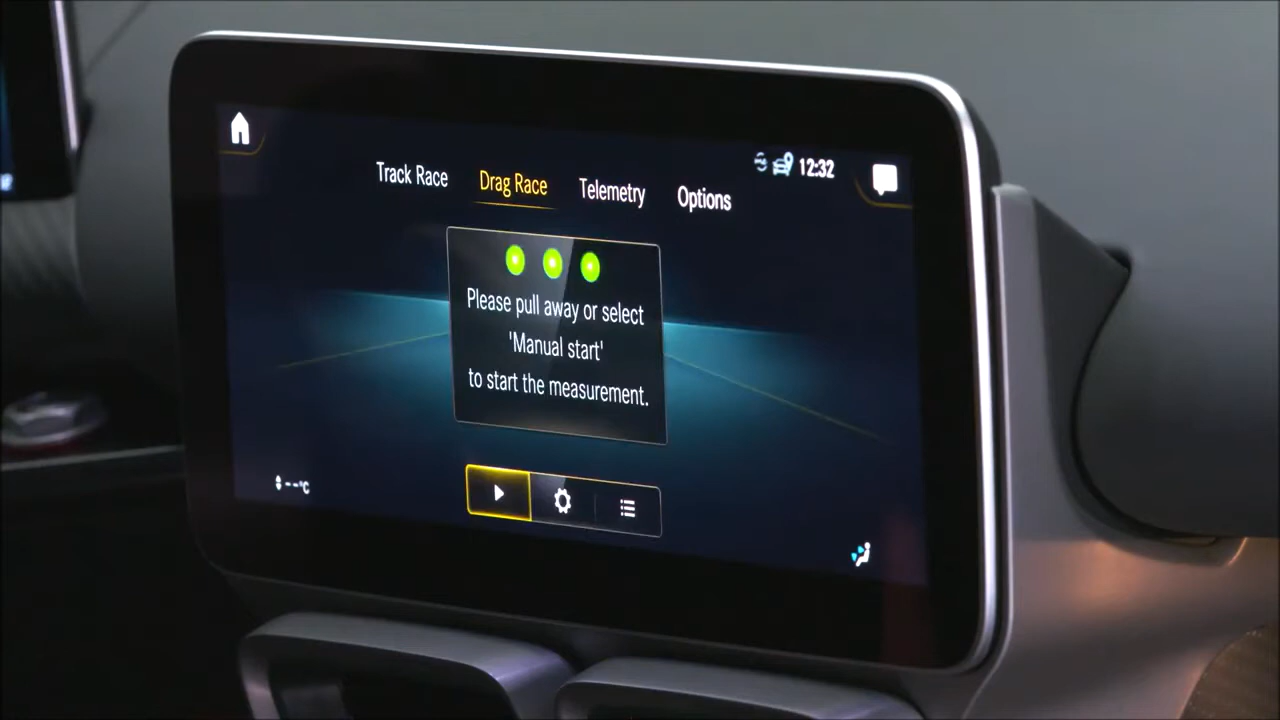 12:32
Track Race Drag Race Telemetry Options
Please pull away or select
'Manual start'
to start the measurement.
--°C